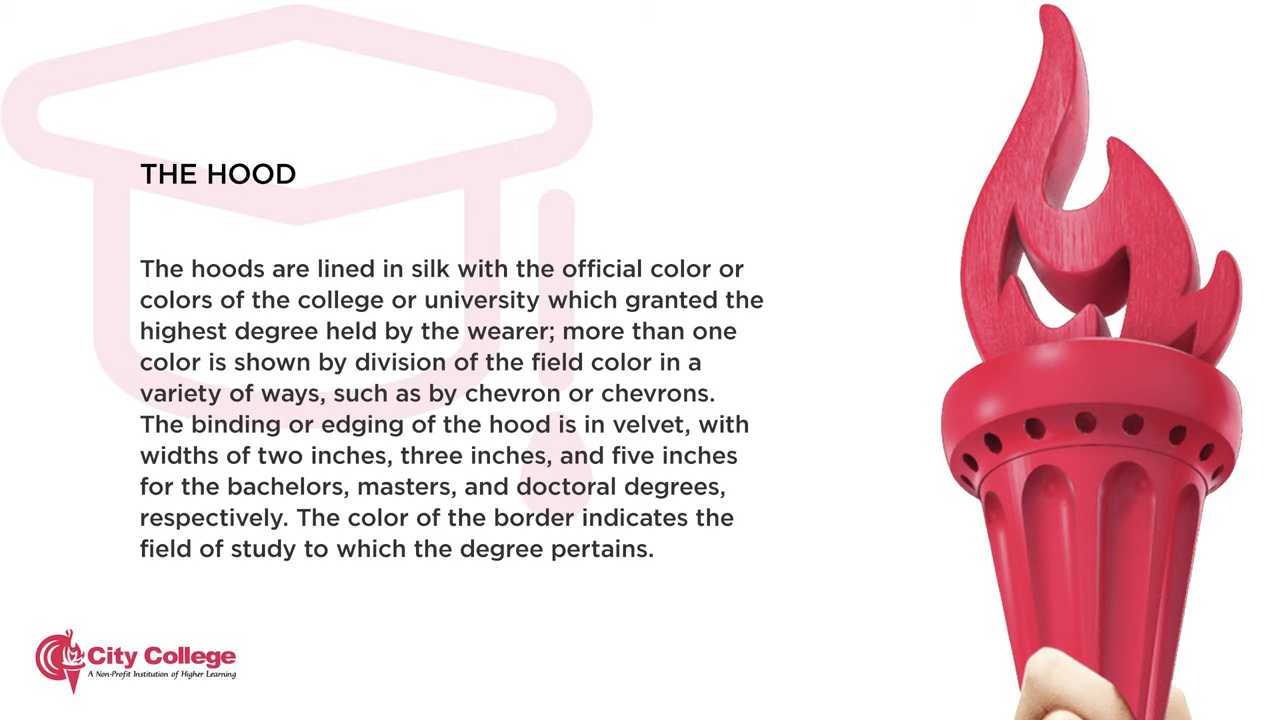 THE HOOD
The hoods are lined in silk with the official color or
colors of the college or university which granted the
highest degree held by the wearer; more than one
color is shown by division of the field color in a
variety of ways, such as by chevron or chevrons.
The binding or edging of the hood is in velvet, with
widths of two inches, three inches, and five inches
for the bachelors, masters, and doctoral degrees,
respectively. The color of the border indicates the
field of study to which the degree pertains.
City College
A Non-Profit Institution of Higher Learning